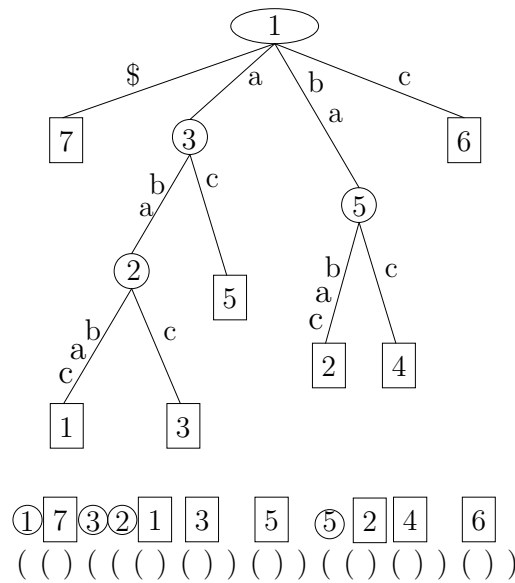 1
$ a b c
a
7 3 6
b c
a 5
2 b c
5 a
c
b c
a 2 4
c
1 3
1 7 3 2 1 3 5 5 2 4 6
( ( ) ( ( ( ) ( ) ) ( ) ) ( ( ) ( ) ) ( ) )